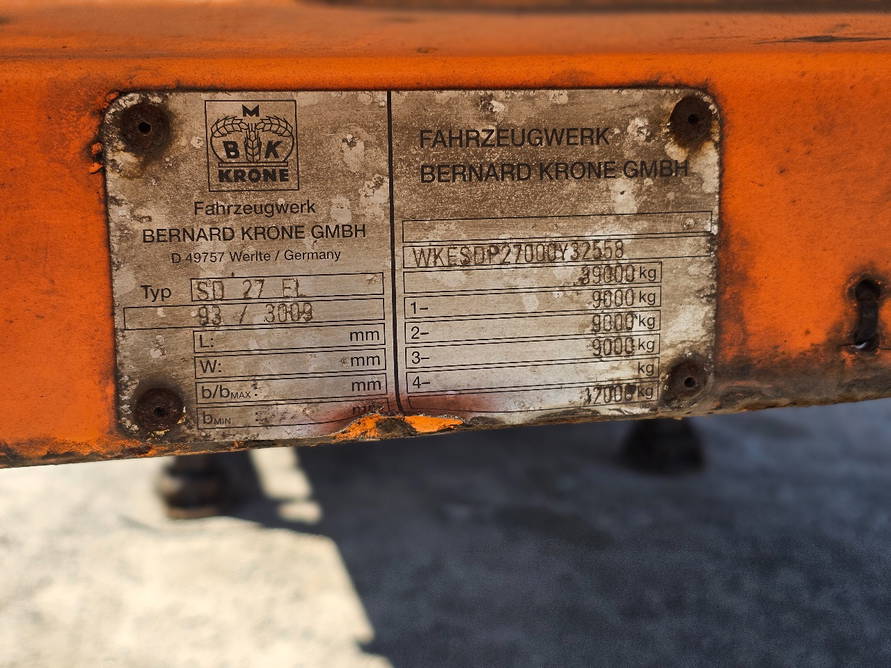 M
B K
KRONE
Fahrzeugwerk
BERNARD KRONE GMBH
D 49757 Werlte / Germany
Typ SD 27 EL
93 / 3009
L: mm
W: mm
b/bMAX: mm
bMIN :
FAHRZEUGWERK
BERNARD KRONE GMBH
WKESDP27000Y32558
39000 kg
1– 9000 kg
2– 9000 kg
3– 9000 kg
4– kg
12000 kg